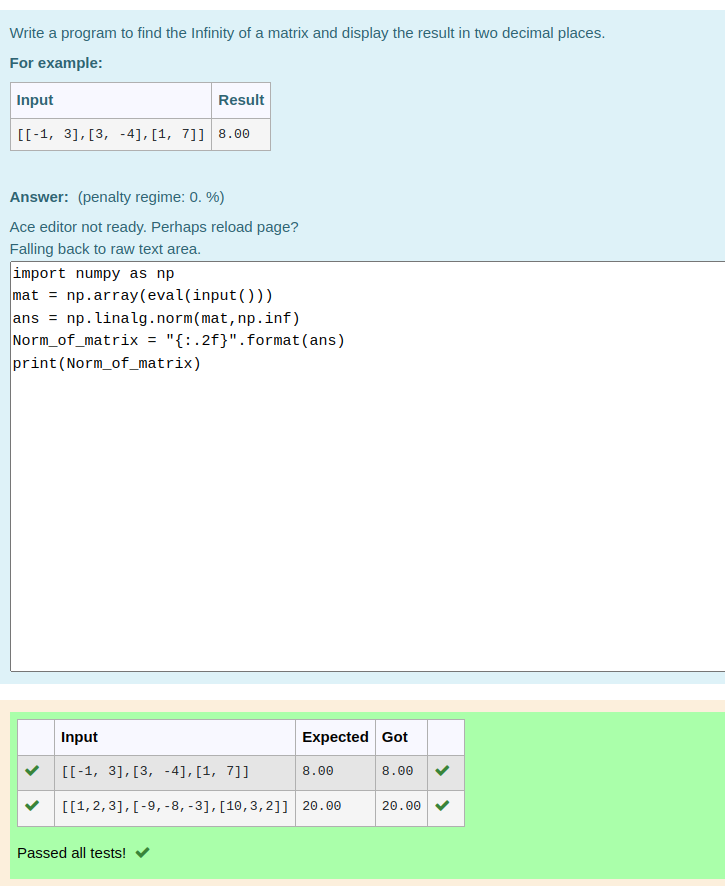 Write a program to find the Infinity of a matrix and display the result in two decimal places.
For example:
Input Result
[[-1, 3],[3, -4],[1, 7]] 8.00
Answer: (penalty regime: 0. %)
Ace editor not ready. Perhaps reload page?
Falling back to raw text area.
import numpy as np
mat = np.array(eval(input()))
ans = np.linalg.norm(mat,np.inf)
Norm_of_matrix = "{:.2f}".format(ans)
print(Norm_of_matrix)
Input Expected Got
[[-1, 3],[3, -4],[1, 7]] 8.00 8.00
[[1,2,3],[-9,-8,-3],[10,3,2]] 20.00 20.00
Passed all tests!